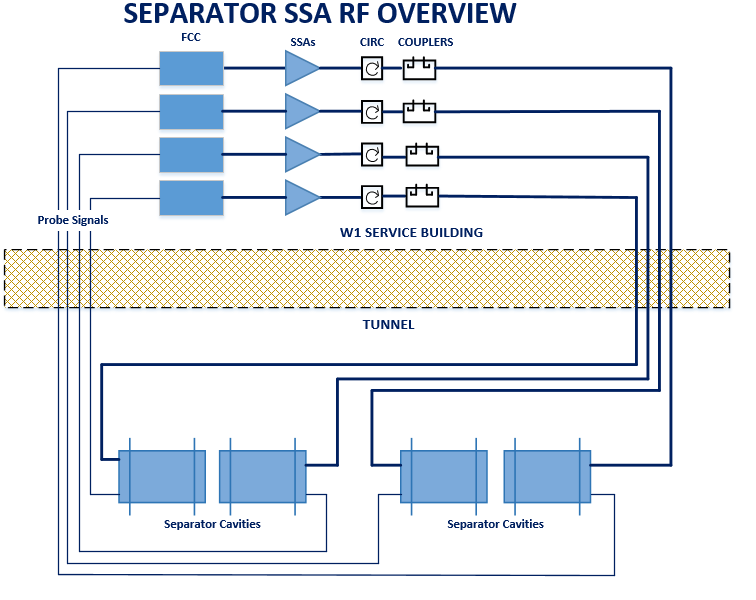 SEPARATOR SSA RF OVERVIEW
FCC
SSAs
CIRC
COUPLERS
Probe Signals
W1 SERVICE BUILDING
TUNNEL
Separator Cavities
Separator Cavities